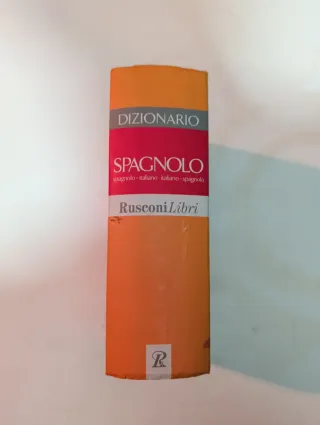 DIZIONARIO
SPAGNOLO
spagnolo - italiano italiano - spagnolo
RusconiLibri
R